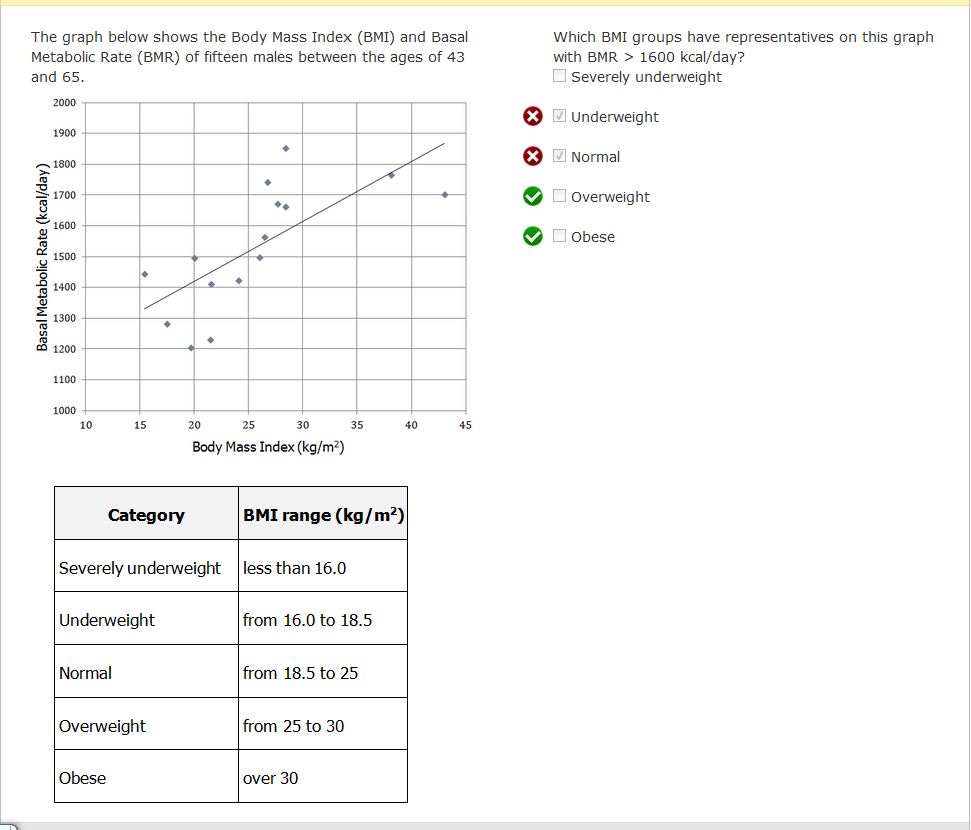 The graph below shows the Body Mass Index (BMI) and Basal
Metabolic Rate (BMR) of fifteen males between the ages of 43
and 65.
2000
1900
1800
1700
1600
1500
1400
1300
1200
1100
1000
Basal Metabolic Rate (kcal/day)
10 15 20 25 30 35 40 45
Body Mass Index (kg/m²)
Category BMI range (kg/m²)
Severely underweight less than 16.0
Underweight from 16.0 to 18.5
Normal from 18.5 to 25
Overweight from 25 to 30
Obese over 30
Which BMI groups have representatives on this graph
with BMR > 1600 kcal/day?
Severely underweight
Underweight
Normal
Overweight
Obese